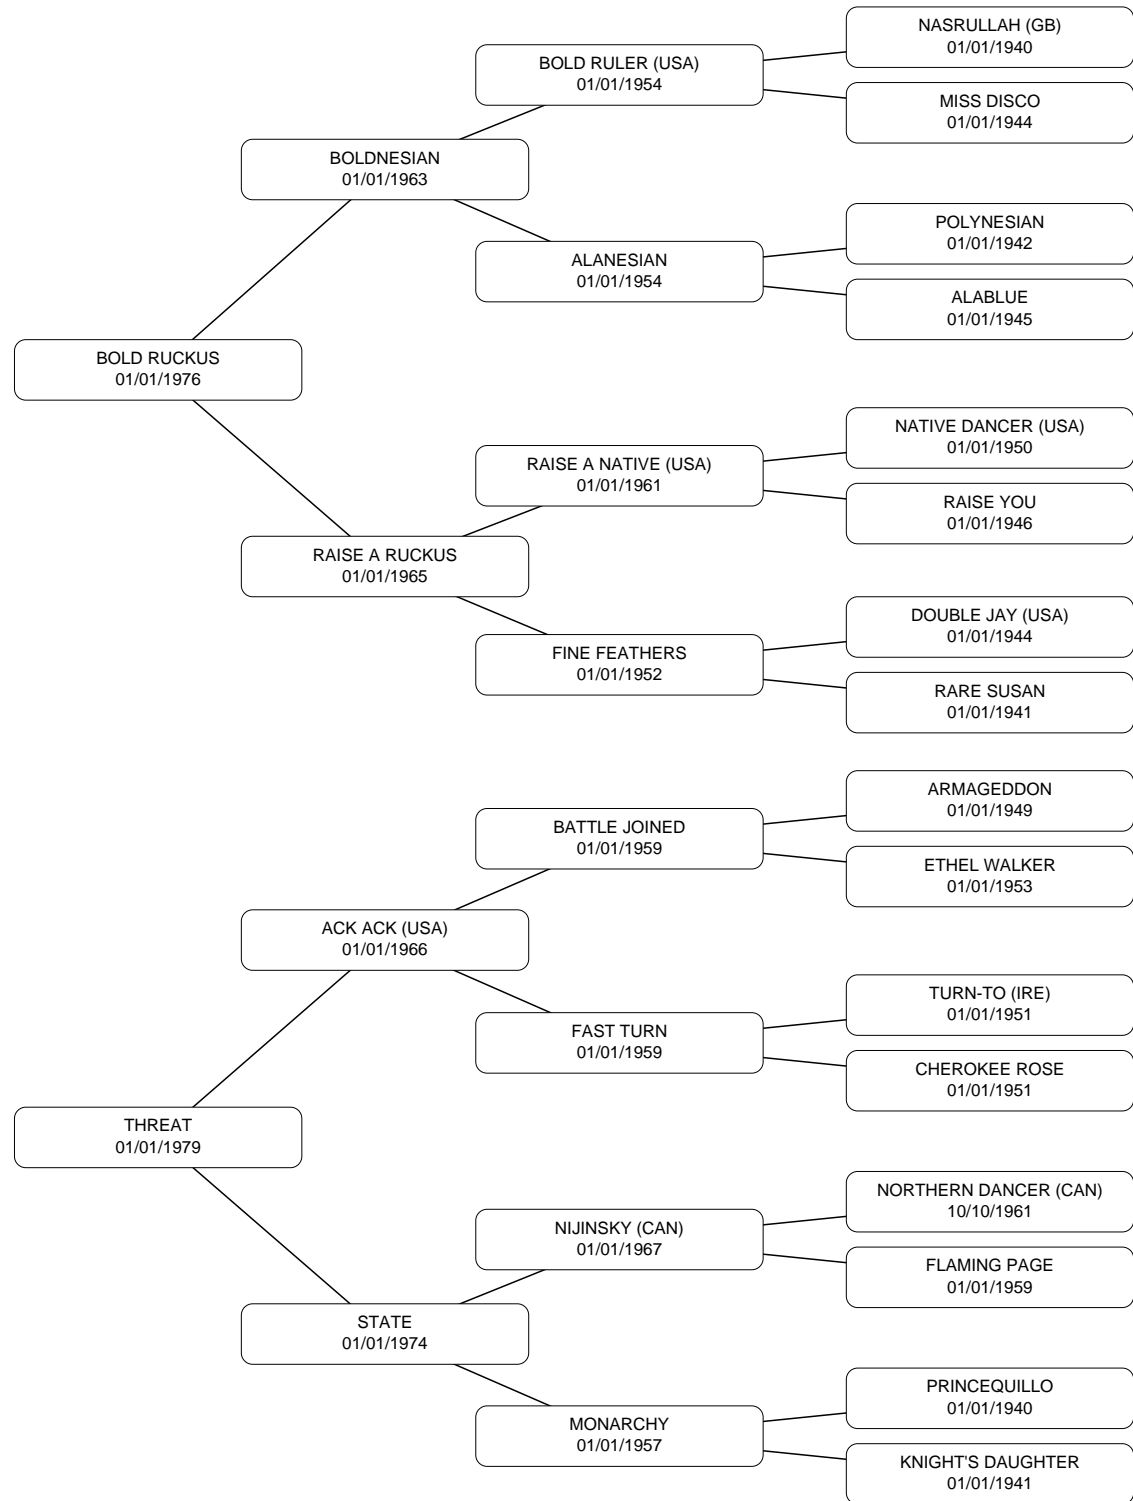 NASRULLAH (GB)
01/01/1940
BOLD RULER (USA)
01/01/1954
MISS DISCO
01/01/1944
BOLDNESIAN
01/01/1963
POLYNESIAN
01/01/1942
ALANESIAN
01/01/1954
ALABLUE
01/01/1945
BOLD RUCKUS
01/01/1976
NATIVE DANCER (USA)
01/01/1950
RAISE A NATIVE (USA)
01/01/1961
RAISE YOU
01/01/1946
RAISE A RUCKUS
01/01/1965
DOUBLE JAY (USA)
01/01/1944
FINE FEATHERS
01/01/1952
RARE SUSAN
01/01/1941
ARMAGEDDON
01/01/1949
BATTLE JOINED
01/01/1959
ETHEL WALKER
01/01/1953
ACK ACK (USA)
01/01/1966
TURN-TO (IRE)
01/01/1951
FAST TURN
01/01/1959
CHEROKEE ROSE
01/01/1951
THREAT
01/01/1979
NORTHERN DANCER (CAN)
10/10/1961
NIJINSKY (CAN)
01/01/1967
FLAMING PAGE
01/01/1959
STATE
01/01/1974
PRINCEQUILLO
01/01/1940
MONARCHY
01/01/1957
KNIGHT'S DAUGHTER
01/01/1941